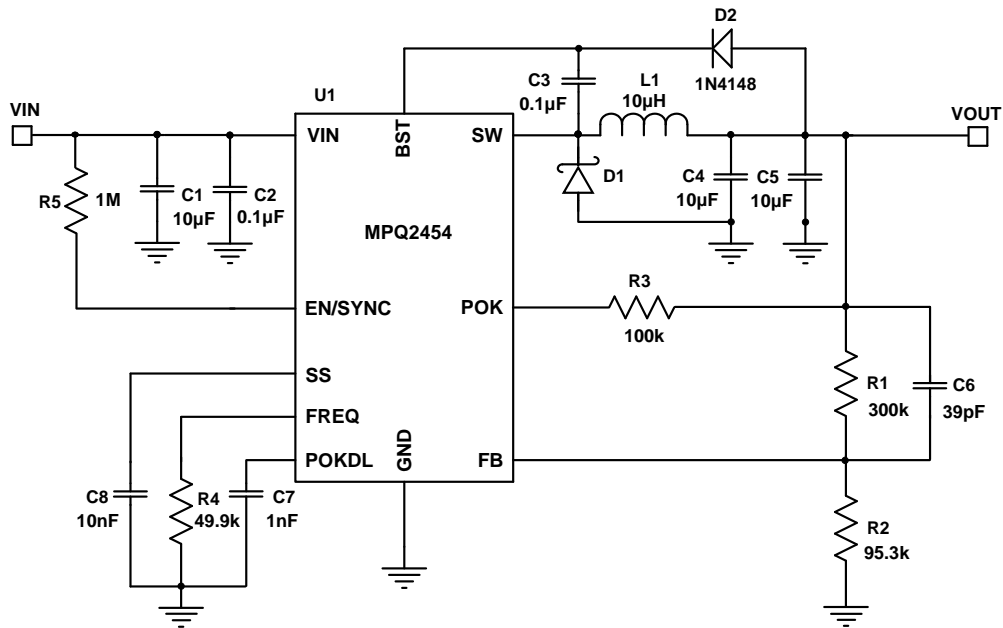 D2
1N4148
C3
0.1µF
L1
10µH
U1
VIN
VOUT
VIN
BST
SW
D1
C4
10µF
C5
10µF
R5
1M
C1
10µF
C2
0.1µF
MPQ2454
EN/SYNC
POK
R3
100k
SS
R1
300k
C6
39pF
FREQ
POKDL
GND
FB
C8
10nF
R4
49.9k
C7
1nF
R2
95.3k